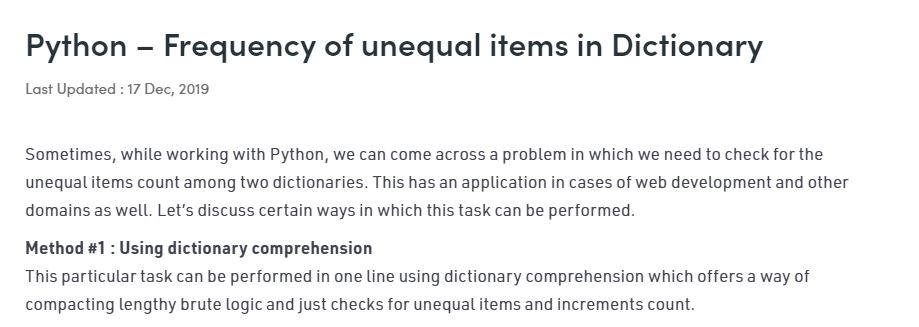 Python – Frequency of unequal items in Dictionary
Last Updated : 17 Dec, 2019
Sometimes, while working with Python, we can come across a problem in which we need to check for the
unequal items count among two dictionaries. This has an application in cases of web development and other
domains as well. Let’s discuss certain ways in which this task can be performed.
Method #1 : Using dictionary comprehension
This particular task can be performed in one line using dictionary comprehension which offers a way of
compacting lengthy brute logic and just checks for unequal items and increments count.